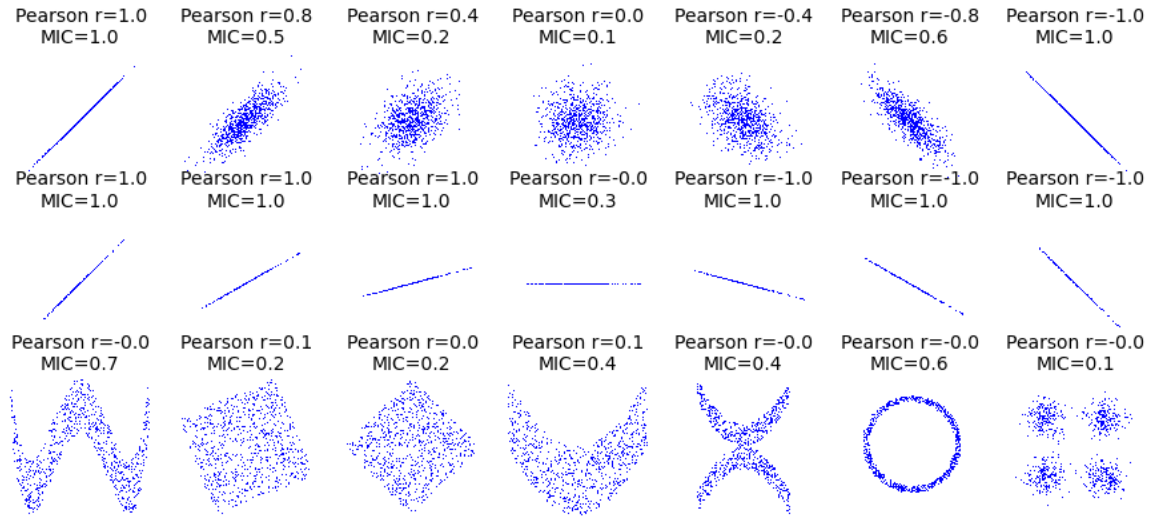 Pearson r=1.0 Pearson r=0.8 Pearson r=0.4 Pearson r=0.0 Pearson r=-0.4 Pearson r=-0.8 Pearson r=-1.0
MIC=1.0 MIC=0.5 MIC=0.2 MIC=0.1 MIC=0.2 MIC=0.6 MIC=1.0
Pearson r=1.0 Pearson r=1.0 Pearson r=1.0 Pearson r=-0.0 Pearson r=-1.0 Pearson r=-1.0 Pearson r=-1.0
MIC=1.0 MIC=1.0 MIC=1.0 MIC=0.3 MIC=1.0 MIC=1.0 MIC=1.0
Pearson r=-0.0 Pearson r=0.1 Pearson r=0.0 Pearson r=0.1 Pearson r=-0.0 Pearson r=-0.0 Pearson r=-0.0
MIC=0.7 MIC=0.2 MIC=0.2 MIC=0.4 MIC=0.4 MIC=0.6 MIC=0.1